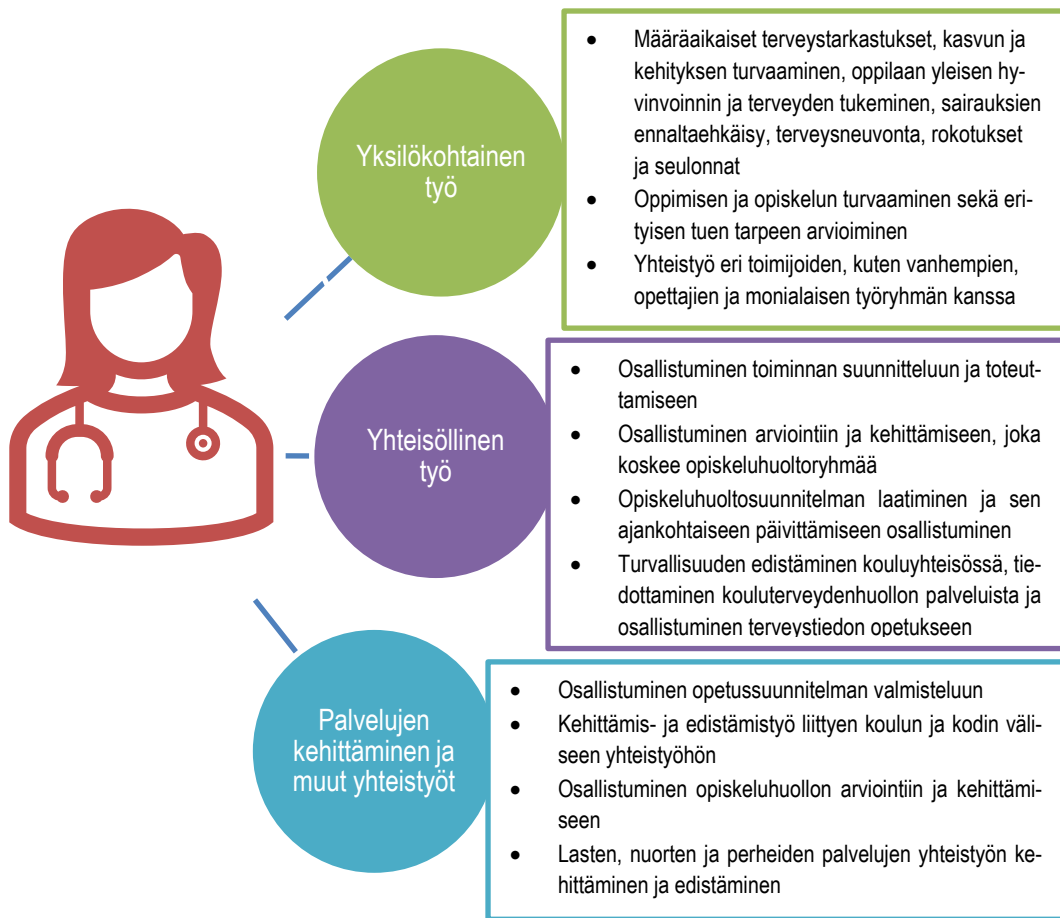 Yksilökohtainen
työ
• Määräaikaiset terveystarkastukset, kasvun ja
kehityksen turvaaminen, oppilaan yleisen hy-
vinvoinnin ja terveyden tukeminen, sairauksien
ennaltaehkäisy, terveysneuvonta, rokotukset
ja seulonnat
• Oppimisen ja opiskelun turvaaminen sekä eri-
tyisen tuen tarpeen arvioiminen
• Yhteistyö eri toimijoiden, kuten vanhempien,
opettajien ja monialaisen työryhmän kanssa
Yhteisöllinen
työ
• Osallistuminen toiminnan suunnitteluun ja toteut-
tamiseen
• Osallistuminen arviointiin ja kehittämiseen, joka
koskee opiskeluhuoltoryhmää
• Opiskeluhuoltosuunnitelman laatiminen ja sen
ajankohtaiseen päivittämiseen osallistuminen
• Turvallisuuden edistäminen kouluyhteisössä, tie-
dottaminen kouluterveydenhuollon palveluista ja
osallistuminen terveystiedon opetukseen
Palvelujen
kehittäminen ja
muut yhteistyöt
• Osallistuminen opetussuunnitelman valmisteluun
• Kehittämis- ja edistämistyö liittyen koulun ja kodin väli-
seen yhteistyöhön
• Osallistuminen opiskeluhuollon arviointiin ja kehittämi-
seen
• Lasten, nuorten ja perheiden palvelujen yhteistyön ke-
hittäminen ja edistäminen